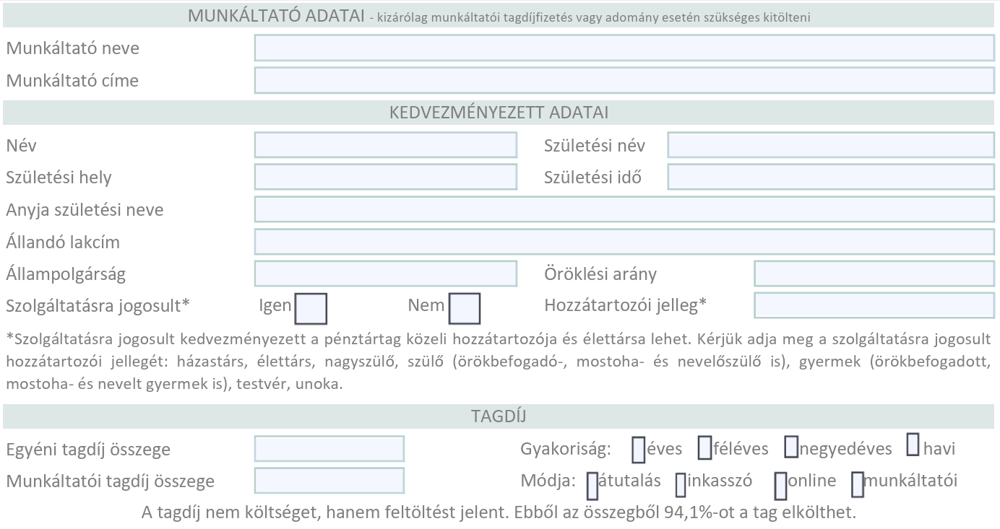 MUNKÁLTATÓ ADATAI - kizárólag munkáltatói tagdíjfizetés vagy adomány esetén szükséges kitölteni
Munkáltató neve
Munkáltató címe
KEDVEZMÉNYEZETT ADATAI
Név Születési név
Születési hely Születési idő
Anyja születési neve
Állandó lakcím
Állampolgárság Öröklési arány
Szolgáltatásra jogosult* Igen Nem Hozzátartozói jelleg*
*Szolgáltatásra jogosult kedvezményezett a pénztártag közeli hozzátartozója és élettársa lehet. Kérjük adja meg a szolgáltatásra jogosult
hozzátartozói jellegét: házastárs, élettárs, nagyszülő, szülő (örökbefogadó-, mostoha- és nevelőszülő is), gyermek (örökbefogadott,
mostoha- és nevelt gyermek is), testvér, unoka.
TAGDÍJ
Egyéni tagdíj összege Gyakoriság: éves féléves negyedéves havi
Munkáltatói tagdíj összege Módja: átutalás inkasszó online munkáltatói
A tagdíj nem költséget, hanem feltöltést jelent. Ebből az összegből 94,1%-ot a tag elkölthet.